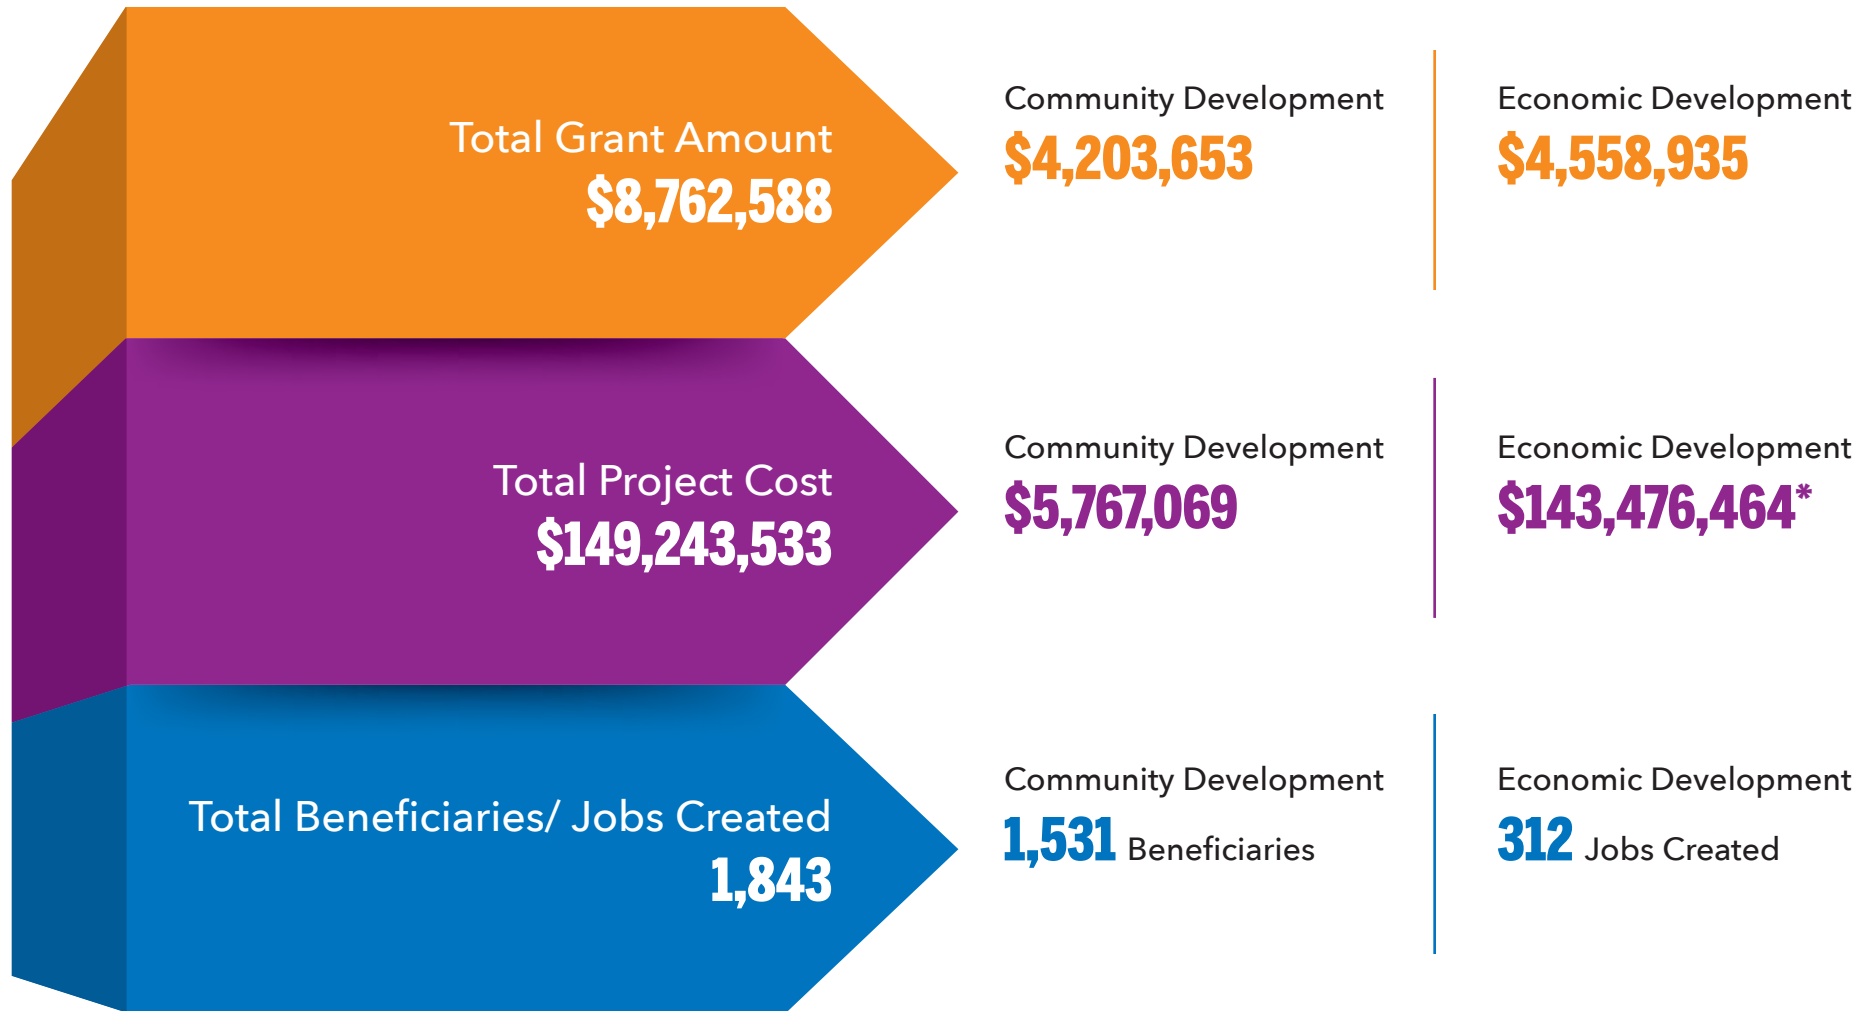 Total Grant Amount
$8,762,588
Community Development
$4,203,653
Economic Development
$4,558,935
Total Project Cost
$149,243,533
Community Development
$5,767,069
Economic Development
$143,476,464*
Total Beneficiaries/ Jobs Created
1,843
Community Development
1,531 Beneficiaries
Economic Development
312 Jobs Created